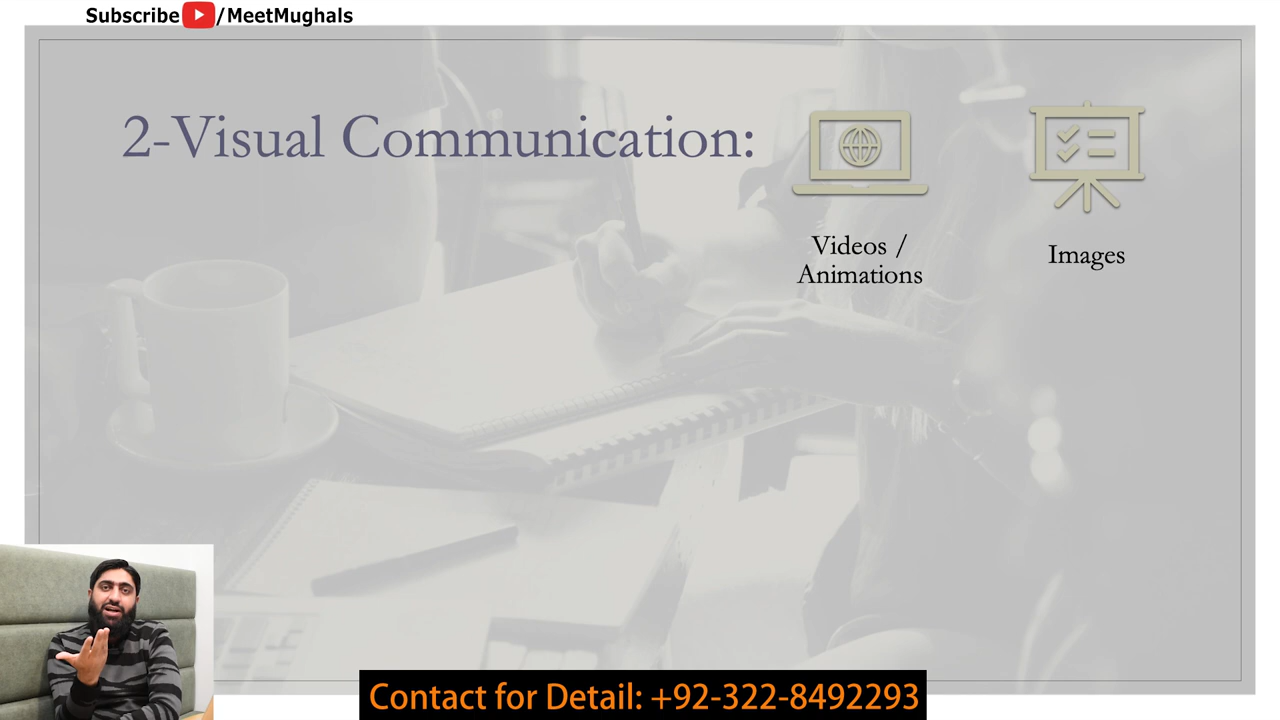 Subscribe /MeetMughals
2-Visual Communication:
Videos /
Animations
Images
Contact for Detail: +92-322-8492293